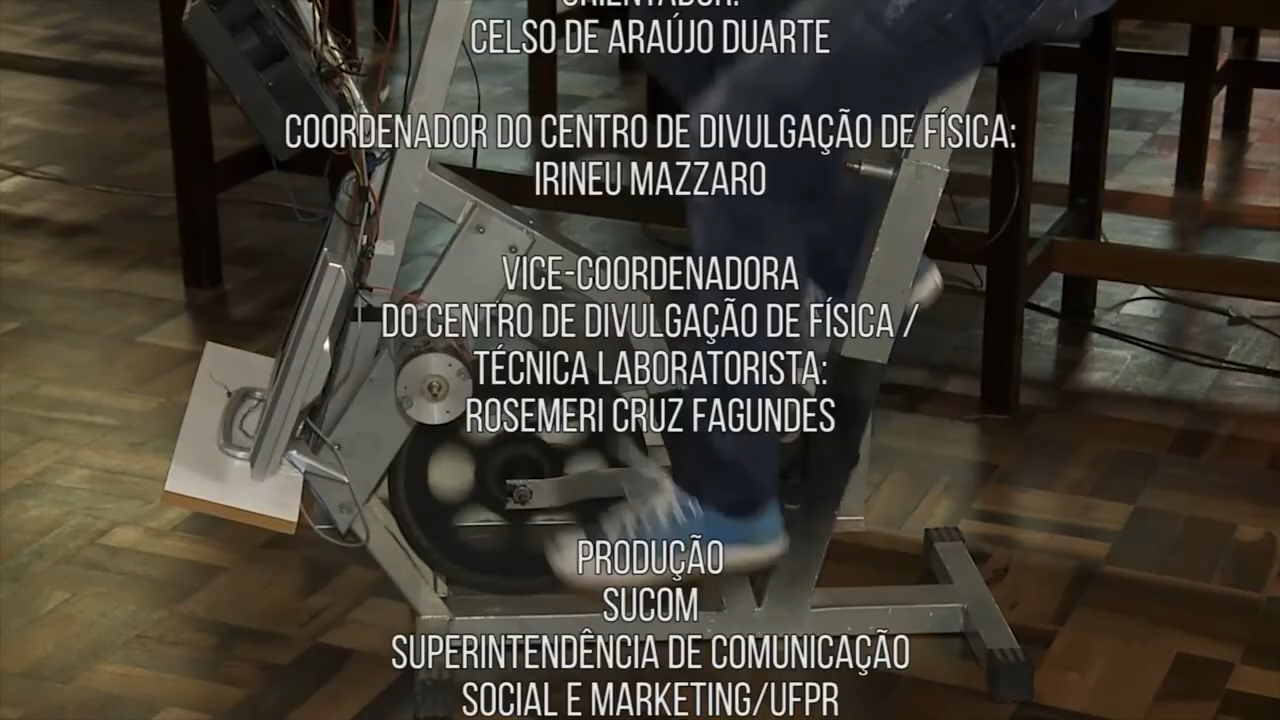 ORIENTADOR:
CELSO DE ARAÚJO DUARTE
COORDENADOR DO CENTRO DE DIVULGAÇÃO DE FÍSICA:
IRINEU MAZZARO
VICE-COORDENADORA
DO CENTRO DE DIVULGAÇÃO DE FÍSICA /
TÉCNICA LABORATORISTA:
ROSEMERI CRUZ FAGUNDES
PRODUÇÃO
SUCOM
SUPERINTENDÊNCIA DE COMUNICAÇÃO
SOCIAL E MARKETING/UFPR